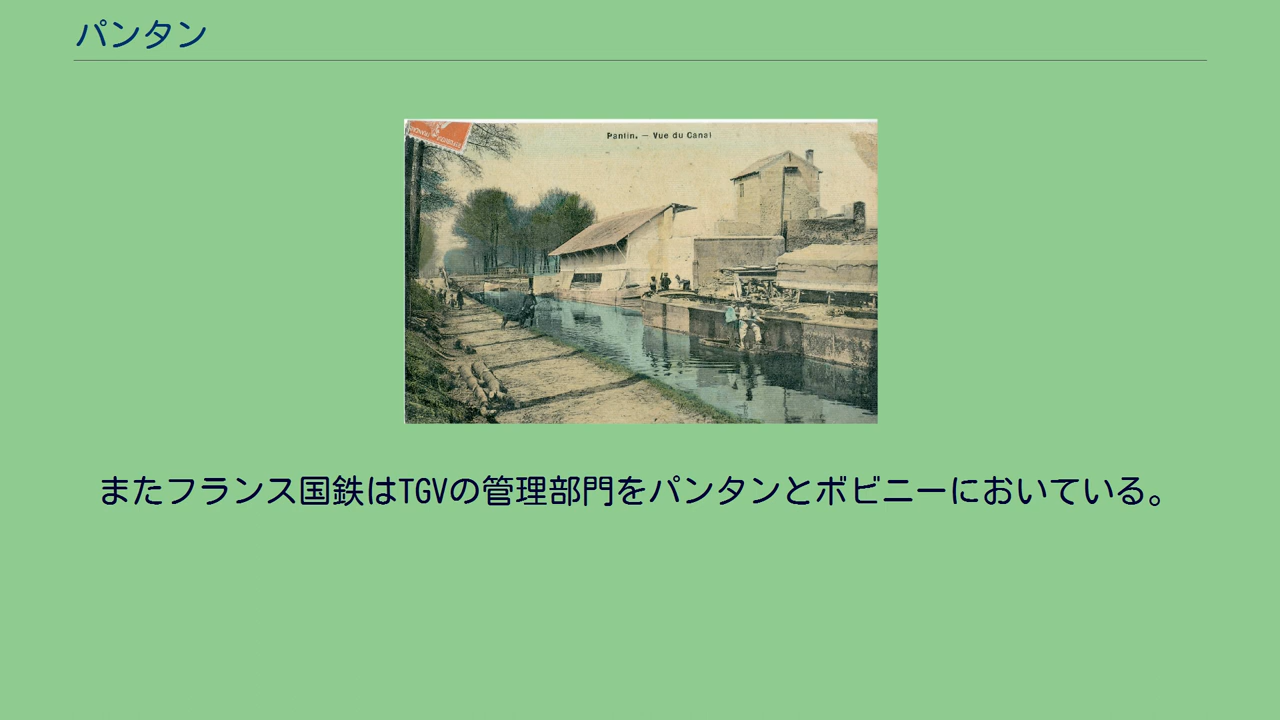 パンタン
Pantin. — Vue du Canal
またフランス国鉄はTGVの管理部門をパンタンとボビニーにおいている。